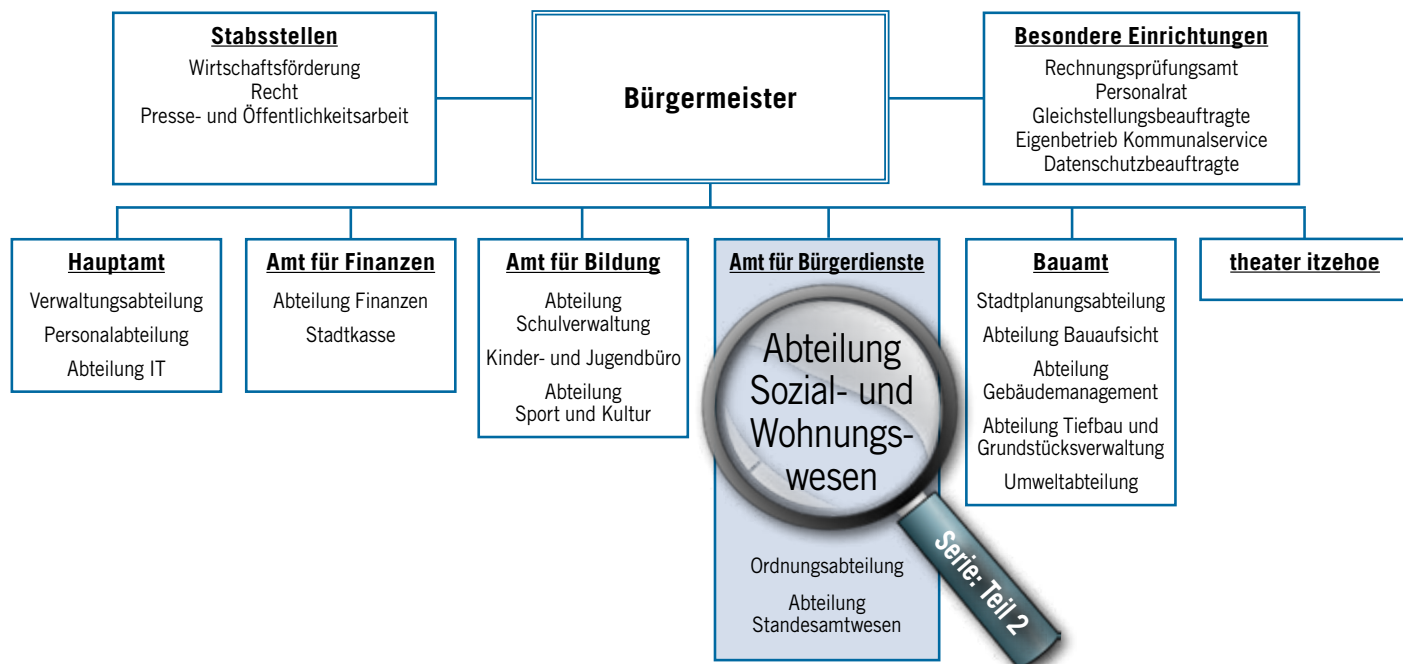 Stabsstellen
Wirtschaftsförderung
Recht
Presse- und Öffentlichkeitsarbeit
Bürgermeister
Besondere Einrichtungen
Rechnungsprüfungsamt
Personalrat
Gleichstellungsbeauftragte
Eigenbetrieb Kommunalservice
Datenschutzbeauftragte
Hauptamt
Verwaltungsabteilung
Personalabteilung
Abteilung IT
Amt für Finanzen
Abteilung Finanzen
Stadtkasse
Amt für Bildung
Abteilung
Schulverwaltung
Kinder- und Jugendbüro
Abteilung
Sport und Kultur
Amt für Bürgerdienste
Abteilung
Sozial- und
Wohnungs-
wesen
Serie: Teil 2
Ordnungsabteilung
Abteilung
Standesamtwesen
Bauamt
Stadtplanungsabteilung
Abteilung Bauaufsicht
Abteilung
Gebäudemanagement
Abteilung Tiefbau und
Grundstücksverwaltung
Umweltabteilung
theater itzehoe